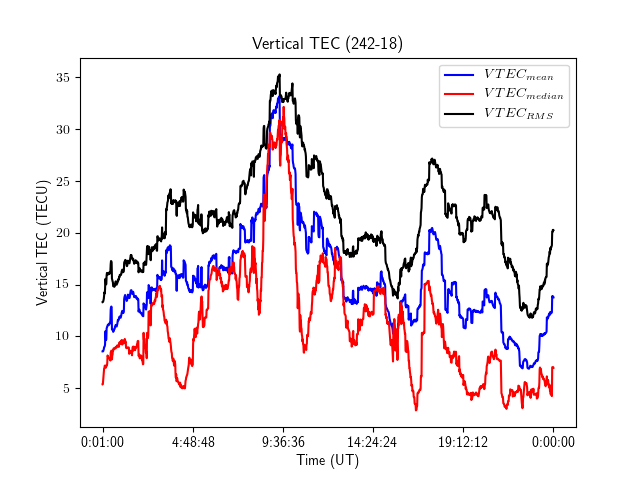 Vertical TEC (242-18)
VTEC_mean
VTEC_median
VTEC_RMS
Vertical TEC (TECU)
35
30
25
20
15
10
5
0:01:00 4:48:48 9:36:36 14:24:24 19:12:12 0:00:00
Time (UT)